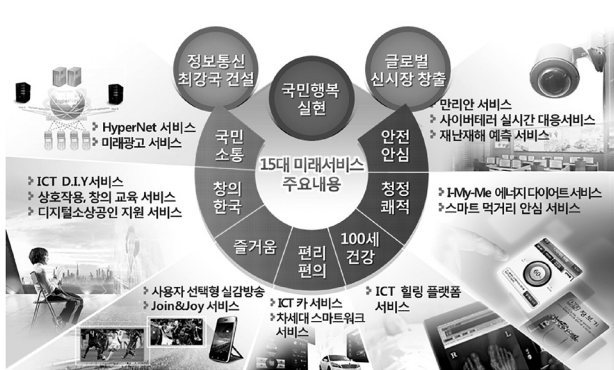 정보통신
최강국 건설
글로벌
신시장 창출
국민행복
실현
HyperNet 서비스
미래광고 서비스
국민
소통
안전
안심
만리안 서비스
사이버테러 실시간 대응서비스
재난재해 예측 서비스
15대 미래서비스
주요내용
ICT D.I.Y 서비스
상호작용, 창의 교육 서비스
디지털소상공인 지원 서비스
창의
한국
청정
쾌적
I-My-Me 에너지 다이어트 서비스
스마트 먹거리 안심 서비스
즐거움
편리
편의
100세
건강
사용자 선택형 실감방송
Join&Joy 서비스
ICT 카 서비스
차세대 스마트워크
서비스
ICT 힐링 플랫폼
서비스
L
R